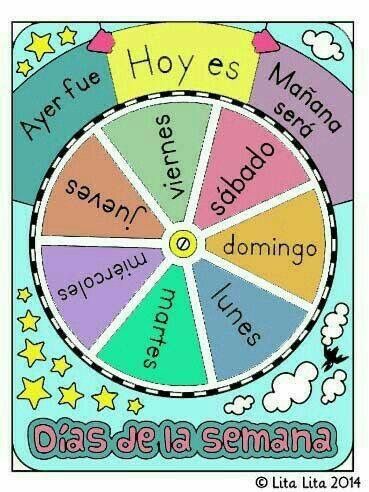 Ayer fue
Hoy es
Mañana
será
viernes
sábado
domingo
lunes
martes
miércoles
jueves
Días de la semana
© Lita Lita 2014